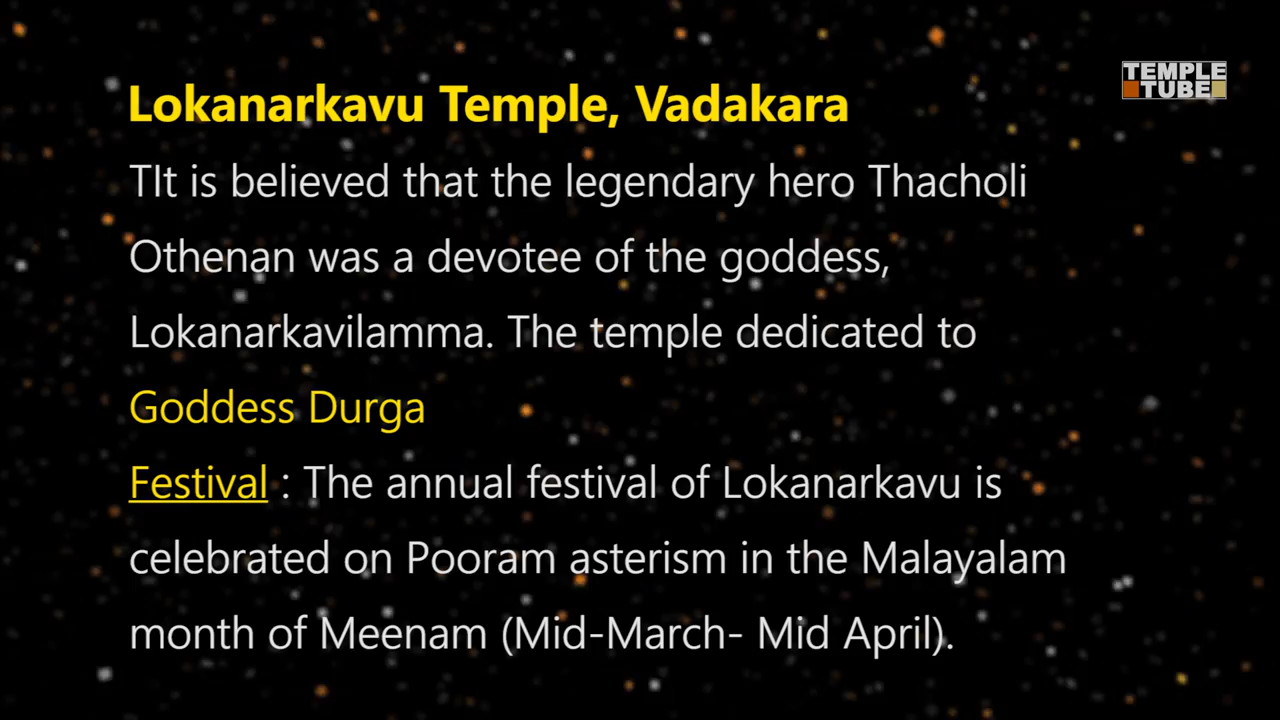 TEMPLE
TUBE
Lokanarkavu Temple, Vadakara
TIt is believed that the legendary hero Thacholi
Othenan was a devotee of the goddess,
Lokanarkavilamma. The temple dedicated to
Goddess Durga
Festival : The annual festival of Lokanarkavu is
celebrated on Pooram asterism in the Malayalam
month of Meenam (Mid-March- Mid April).